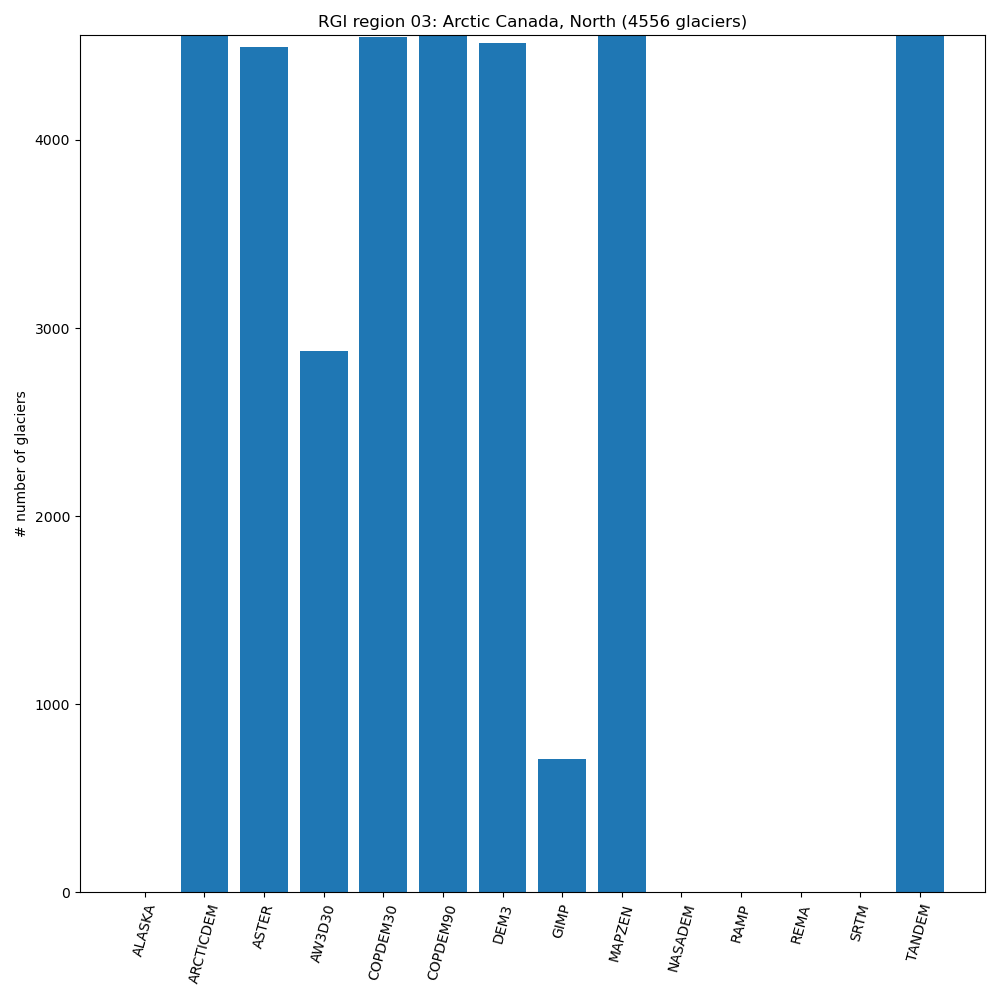 RGI region 03: Arctic Canada, North (4556 glaciers)
# number of glaciers
4000
3000
2000
1000
0
ALASKA
ARCTICDEM
ASTER
AW3D30
COPDEM30
COPDEM90
DEM3
GIMP
MAPZEN
NASADEM
RAMP
REMA
SRTM
TANDEM